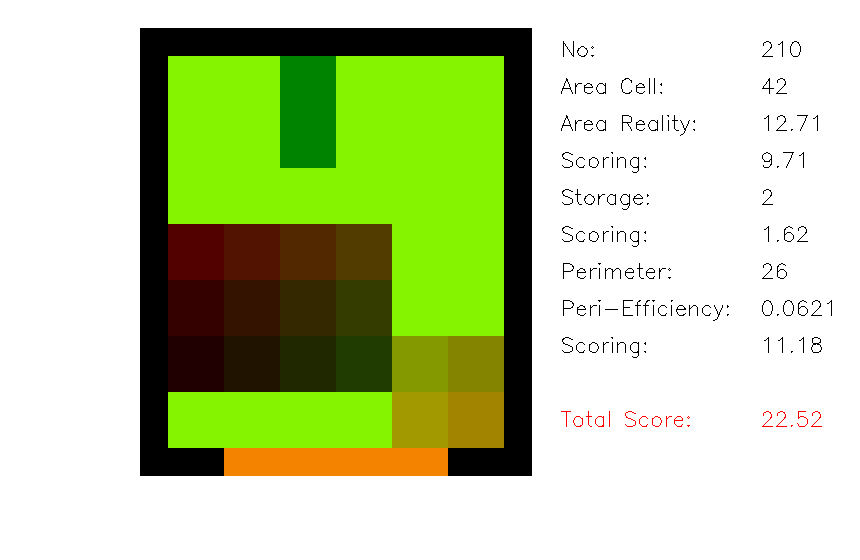 No: 210
Area Cell: 42
Area Reality: 12.71
Scoring: 9.71
Storage: 2
Scoring: 1.62
Perimeter: 26
Peri-Efficiency: 0.0621
Scoring: 11.18
Total Score: 22.52